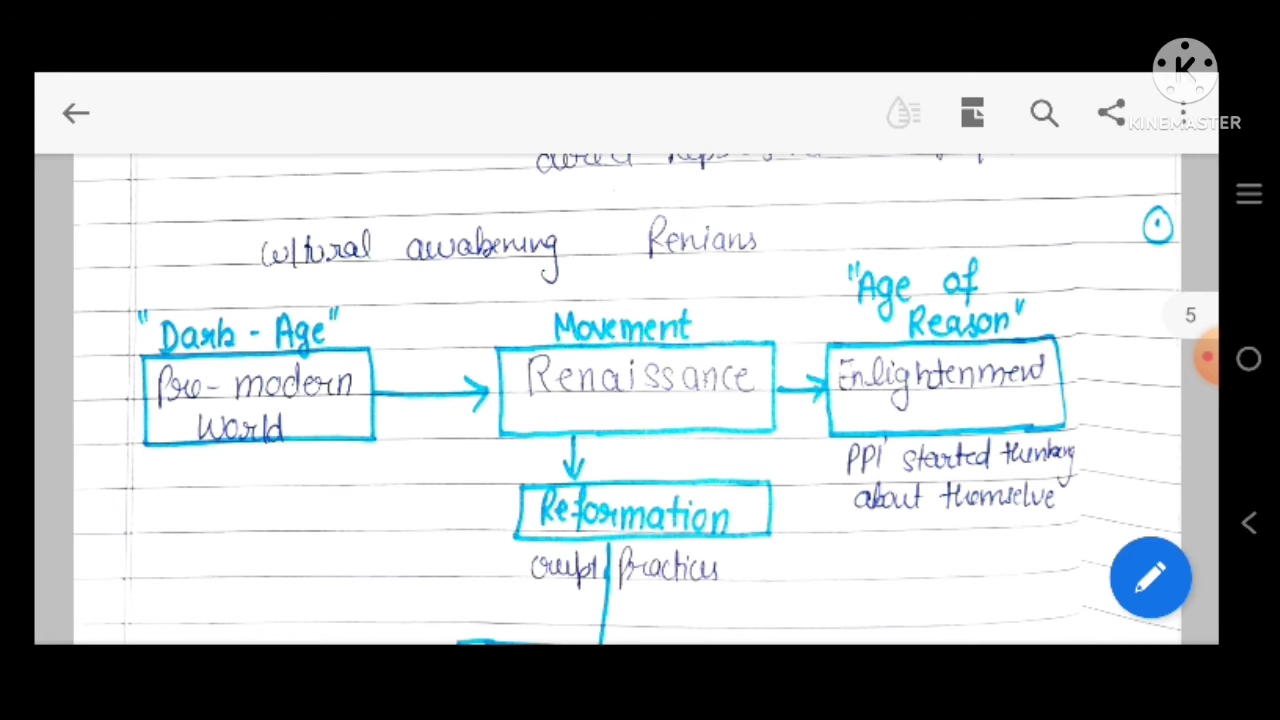 KINEMASTER
cultural awakening Renians
"Dark - Age"
Movement
"Age of
Reason"
Pre-modern
World
Renaissance
Enlightenment
PPl started thinking
about themselve
Reformation
Practices
5